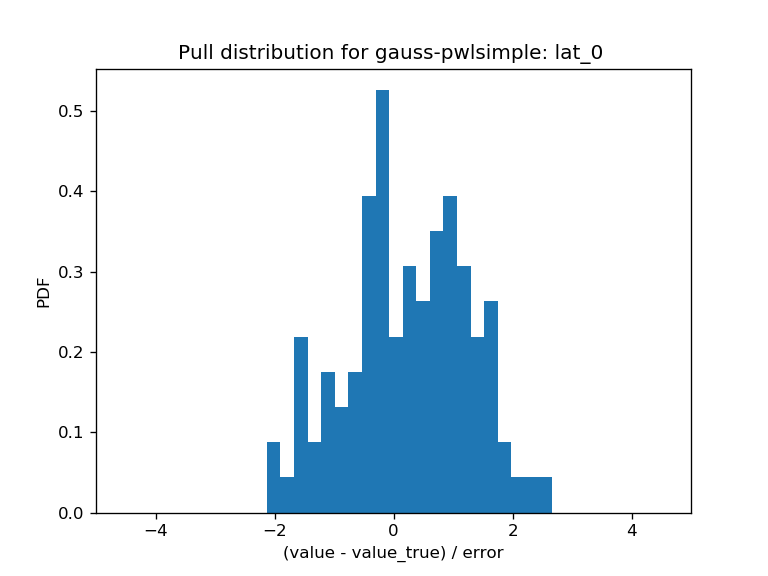 Pull distribution for gauss-pwlsimple: lat_0
0.5
0.4
0.3
0.2
0.1
0.0
PDF
−4 −2 0 2 4
(value - value_true) / error